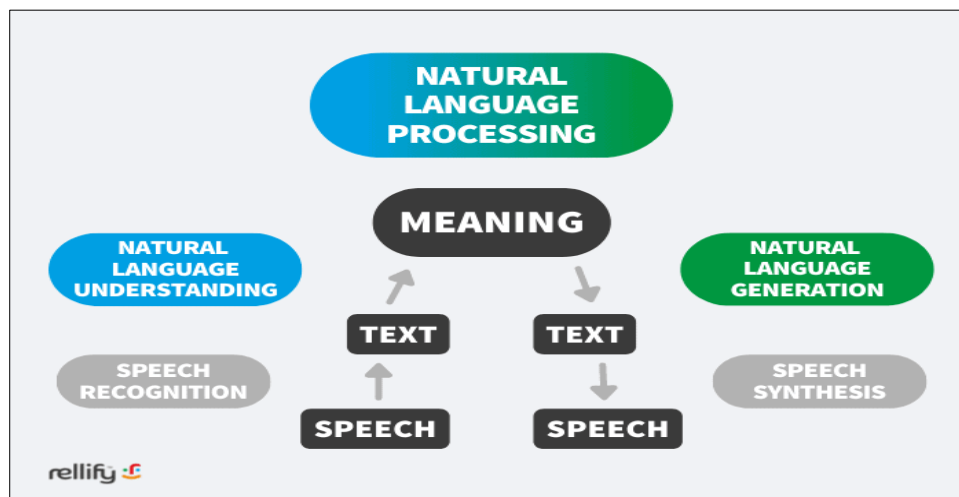 NATURAL
LANGUAGE
PROCESSING
MEANING
NATURAL
LANGUAGE
UNDERSTANDING
NATURAL
LANGUAGE
GENERATION
TEXT
TEXT
SPEECH
RECOGNITION
SPEECH
SYNTHESIS
SPEECH
SPEECH
rellify